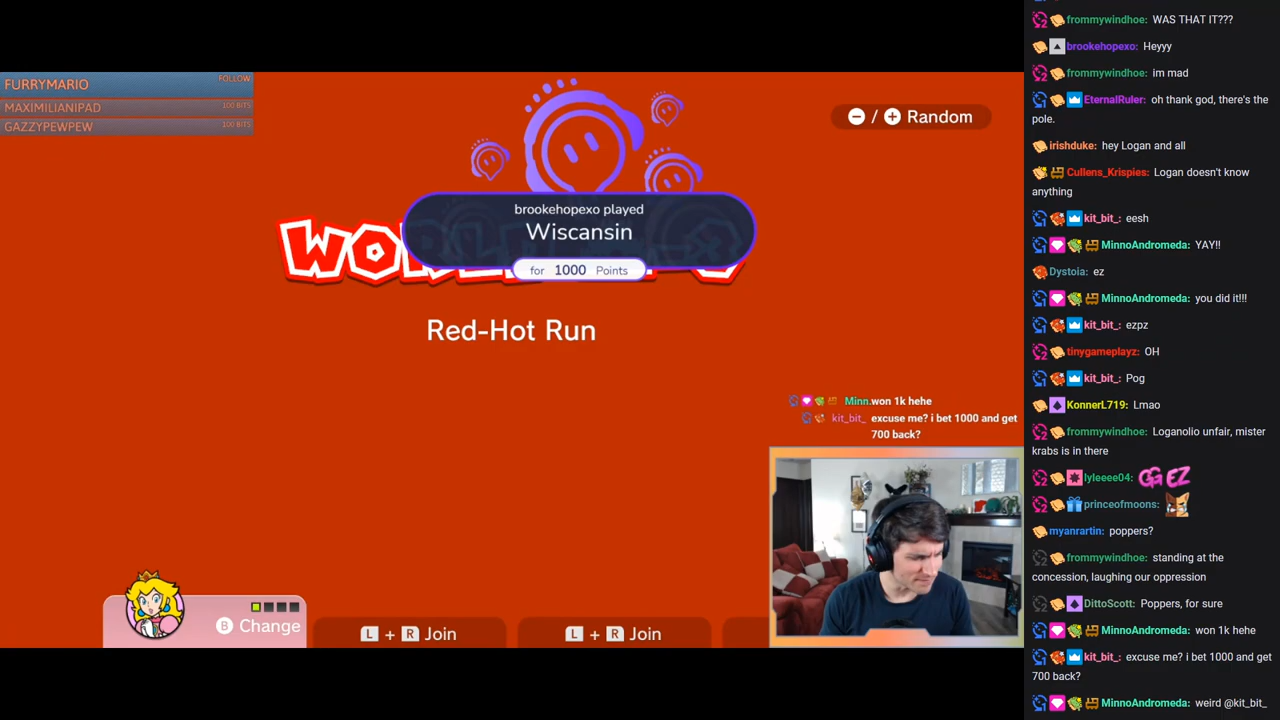 FURRYMARIO FOLLOW
MAXIMILIANIPAD 100 BITS
GAZZYPEWPEW 100 BITS
- / + Random
brookehopexo played
Wiscansin
for 1000 Points
Red-Hot Run
Minn.won 1k hehe
kit_bit_ excuse me? i bet 1000 and get
700 back?
B Change
L + R Join
L + R Join
frommywindhoe: WAS THAT IT???
brookehopexo: Heyyy
frommywindhoe: im mad
EternalRuler: oh thank god, there's the
pole.
irishduke: hey Logan and all
Cullens_Krispies: Logan doesn't know
anything
kit_bit_: eesh
MinnoAndromeda: YAY!!
Dystoia: ez
MinnoAndromeda: you did it!!!
kit_bit_: ezpz
tinygameplayz: OH
kit_bit_: Pog
KonnerL719: Lmao
frommywindhoe: Loganolio unfair, mister
krabs is in there
lyleeee04: GG EZ
princeofmoons:
myanrartin: poppers?
frommywindhoe: standing at the
concession, laughing our oppression
DittoScott: Poppers, for sure
MinnoAndromeda: won 1k hehe
kit_bit_: excuse me? i bet 1000 and get
700 back?
MinnoAndromeda: weird @kit_bit_